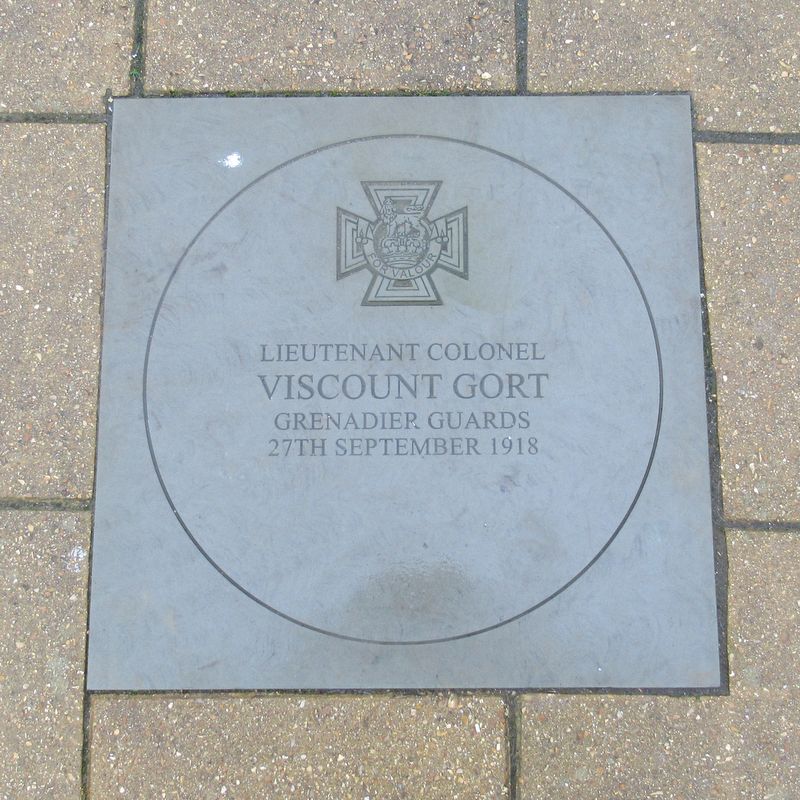 FOR VALOUR
LIEUTENANT COLONEL
VISCOUNT GORT
GRENADIER GUARDS
27TH SEPTEMBER 1918